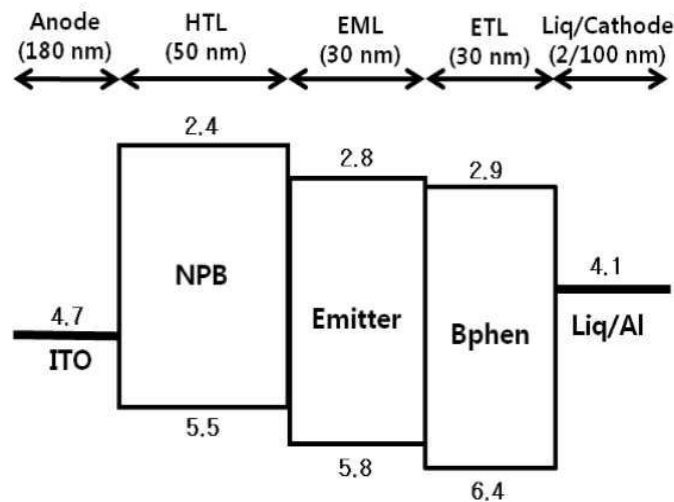 Anode HTL EML ETL Liq/Cathode
(180 nm) (50 nm) (30 nm) (30 nm) (2/100 nm)
2.4
2.8
2.9
NPB
4.1
4.7
Emitter
Bphen
Liq/Al
ITO
5.5
5.8
6.4